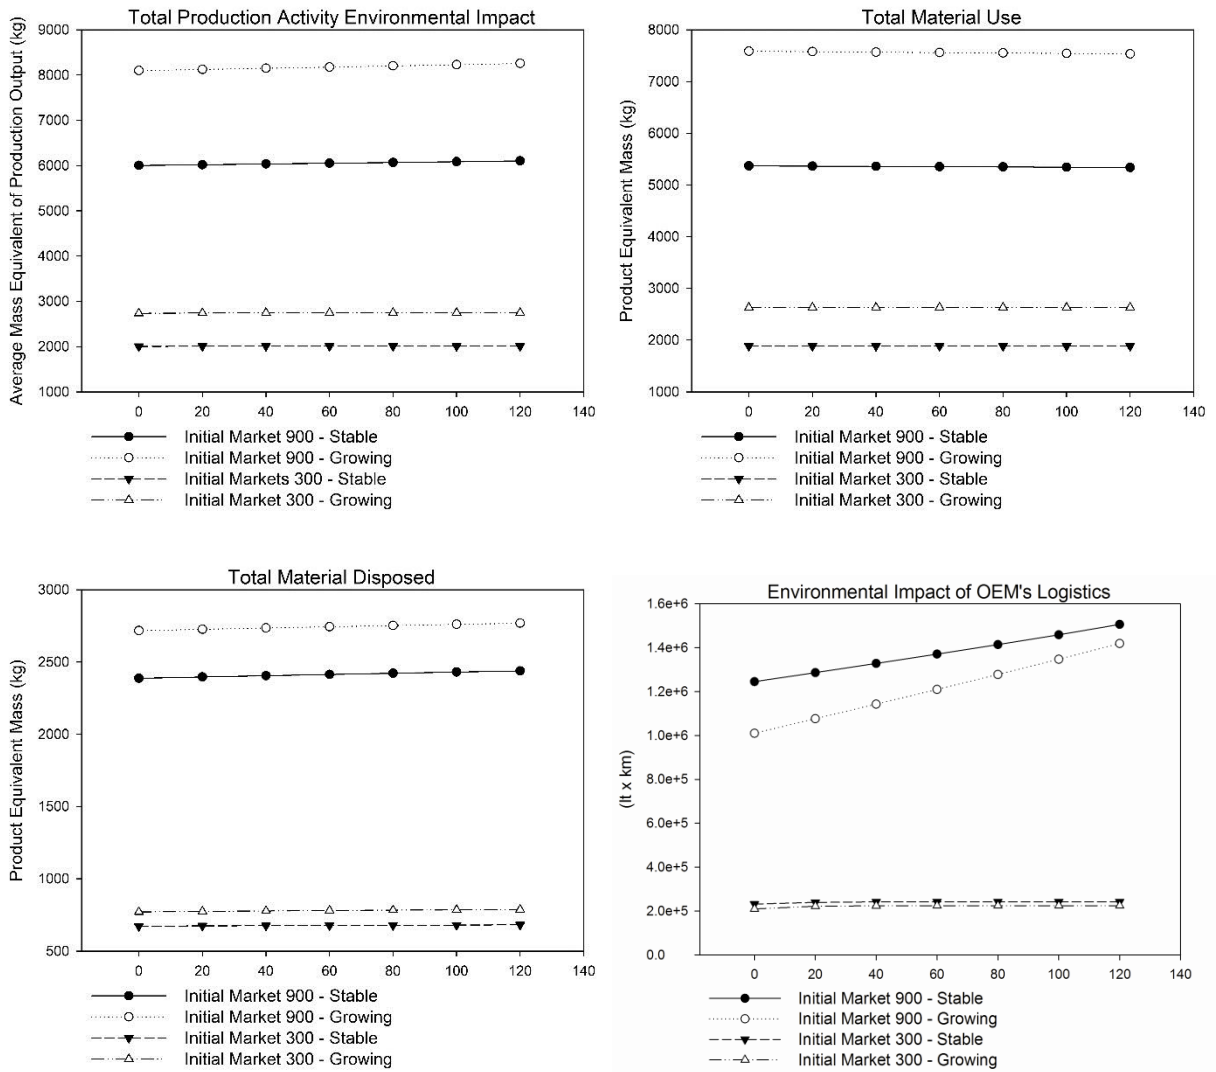 Total Production Activity Environmental Impact
Average Mass Equivalent of Production Output (kg)
9000
8000
7000
6000
5000
4000
3000
2000
1000
0 20 40 60 80 100 120 140
Initial Market 900 - Stable
Initial Market 900 - Growing
Initial Markets 300 - Stable
Initial Market 300 - Growing
Total Material Use
Product Equivalent Mass (kg)
8000
7000
6000
5000
4000
3000
2000
1000
0 20 40 60 80 100 120 140
Initial Market 900 - Stable
Initial Market 900 - Growing
Initial Market 300 - Stable
Initial Market 300 - Growing
Total Material Disposed
Product Equivalent Mass (kg)
3000
2500
2000
1500
1000
500
0 20 40 60 80 100 120 140
Initial Market 900 - Stable
Initial Market 900 - Growing
Initial Market 300 - Stable
Initial Market 300 - Growing
Environmental Impact of OEM's Logistics
(lt x km)
1.6e+6
1.4e+6
1.2e+6
1.0e+6
8.0e+5
6.0e+5
4.0e+5
2.0e+5
0.0
0 20 40 60 80 100 120 140
Initial Market 900 - Stable
Initial Market 900 - Growing
Initial Market 300 - Stable
Initial Market 300 - Growing